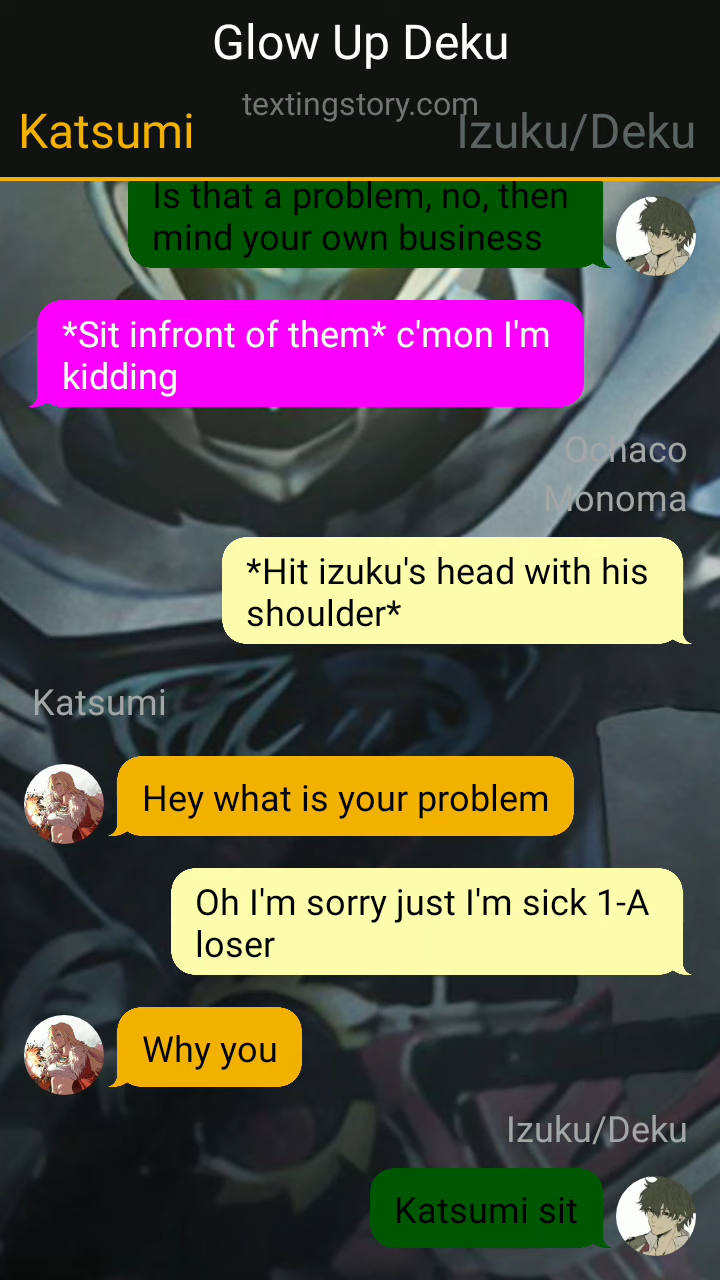 Glow Up Deku
textingstory.com
Katsumi
Izuku/Deku
Is that a problem, no, then
mind your own business
*Sit infront of them* c'mon I'm
kidding
Ochaco
Monoma
*Hit izuku's head with his
shoulder*
Katsumi
Hey what is your problem
Oh I'm sorry just I'm sick 1-A
loser
Why you
Izuku/Deku
Katsumi sit